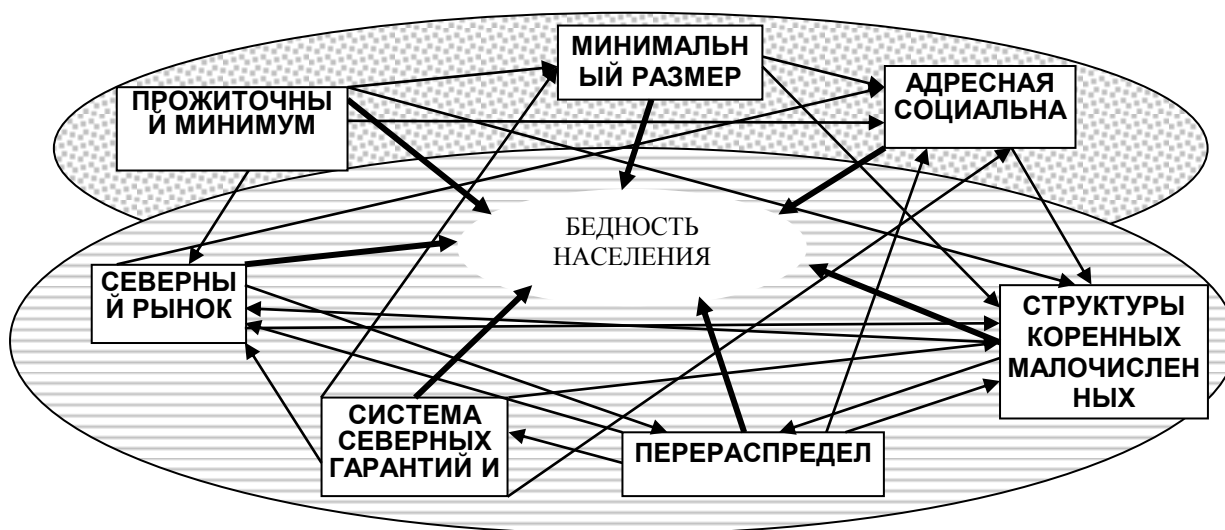 МИНИМАЛЬН
ЫЙ РАЗМЕР
АДРЕСНАЯ
СОЦИАЛЬНА
ПРОЖИТОЧНЫ
Й МИНИМУМ
БЕДНОСТЬ
НАСЕЛЕНИЯ
СЕВЕРНЫ
Й РЫНОК
СТРУКТУРЫ
КОРЕННЫХ
МАЛОЧИСЛЕН
НЫХ
СИСТЕМА
СЕВЕРНЫХ
ГАРАНТИЙ И
ПЕРЕРАСПРЕДЕЛ